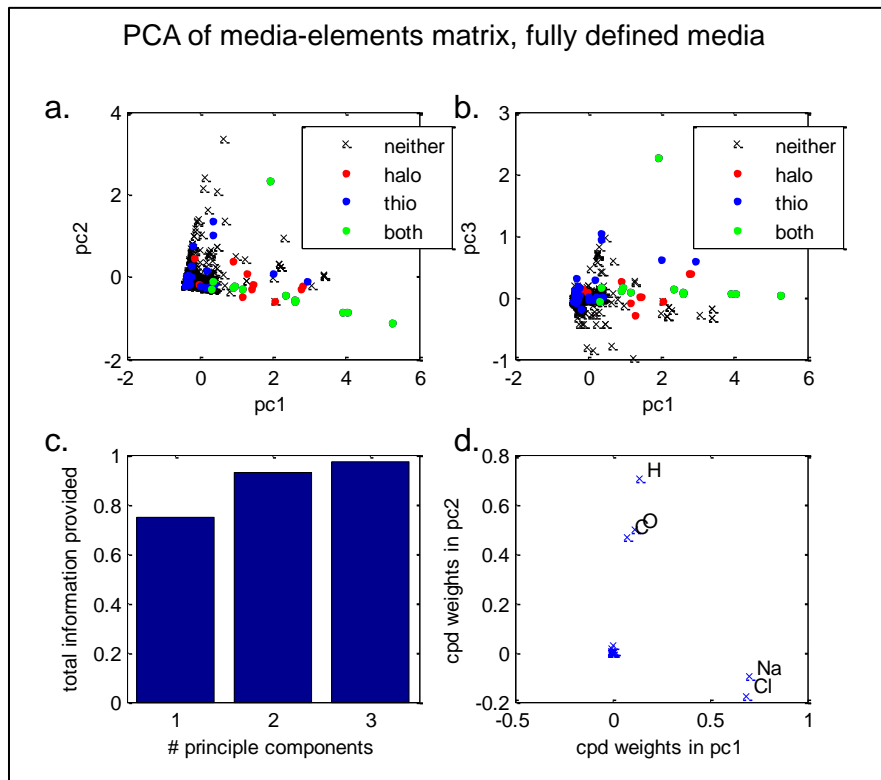 PCA of media-elements matrix, fully defined media
a.
4
2
0
-2
-2
0
2
4
6
pc2
pc1
neither
halo
thio
both
b.
3
2
1
0
-1
-2
0
2
4
6
pc3
pc1
neither
halo
thio
both
c.
1
0.8
0.6
0.4
0.2
0
1
2
3
total information provided
# principle components
d.
0.8
0.6
0.4
0.2
0
-0.2
-0.5
0
0.5
1
cpd weights in pc2
cpd weights in pc1
H
O
C
Na
Cl